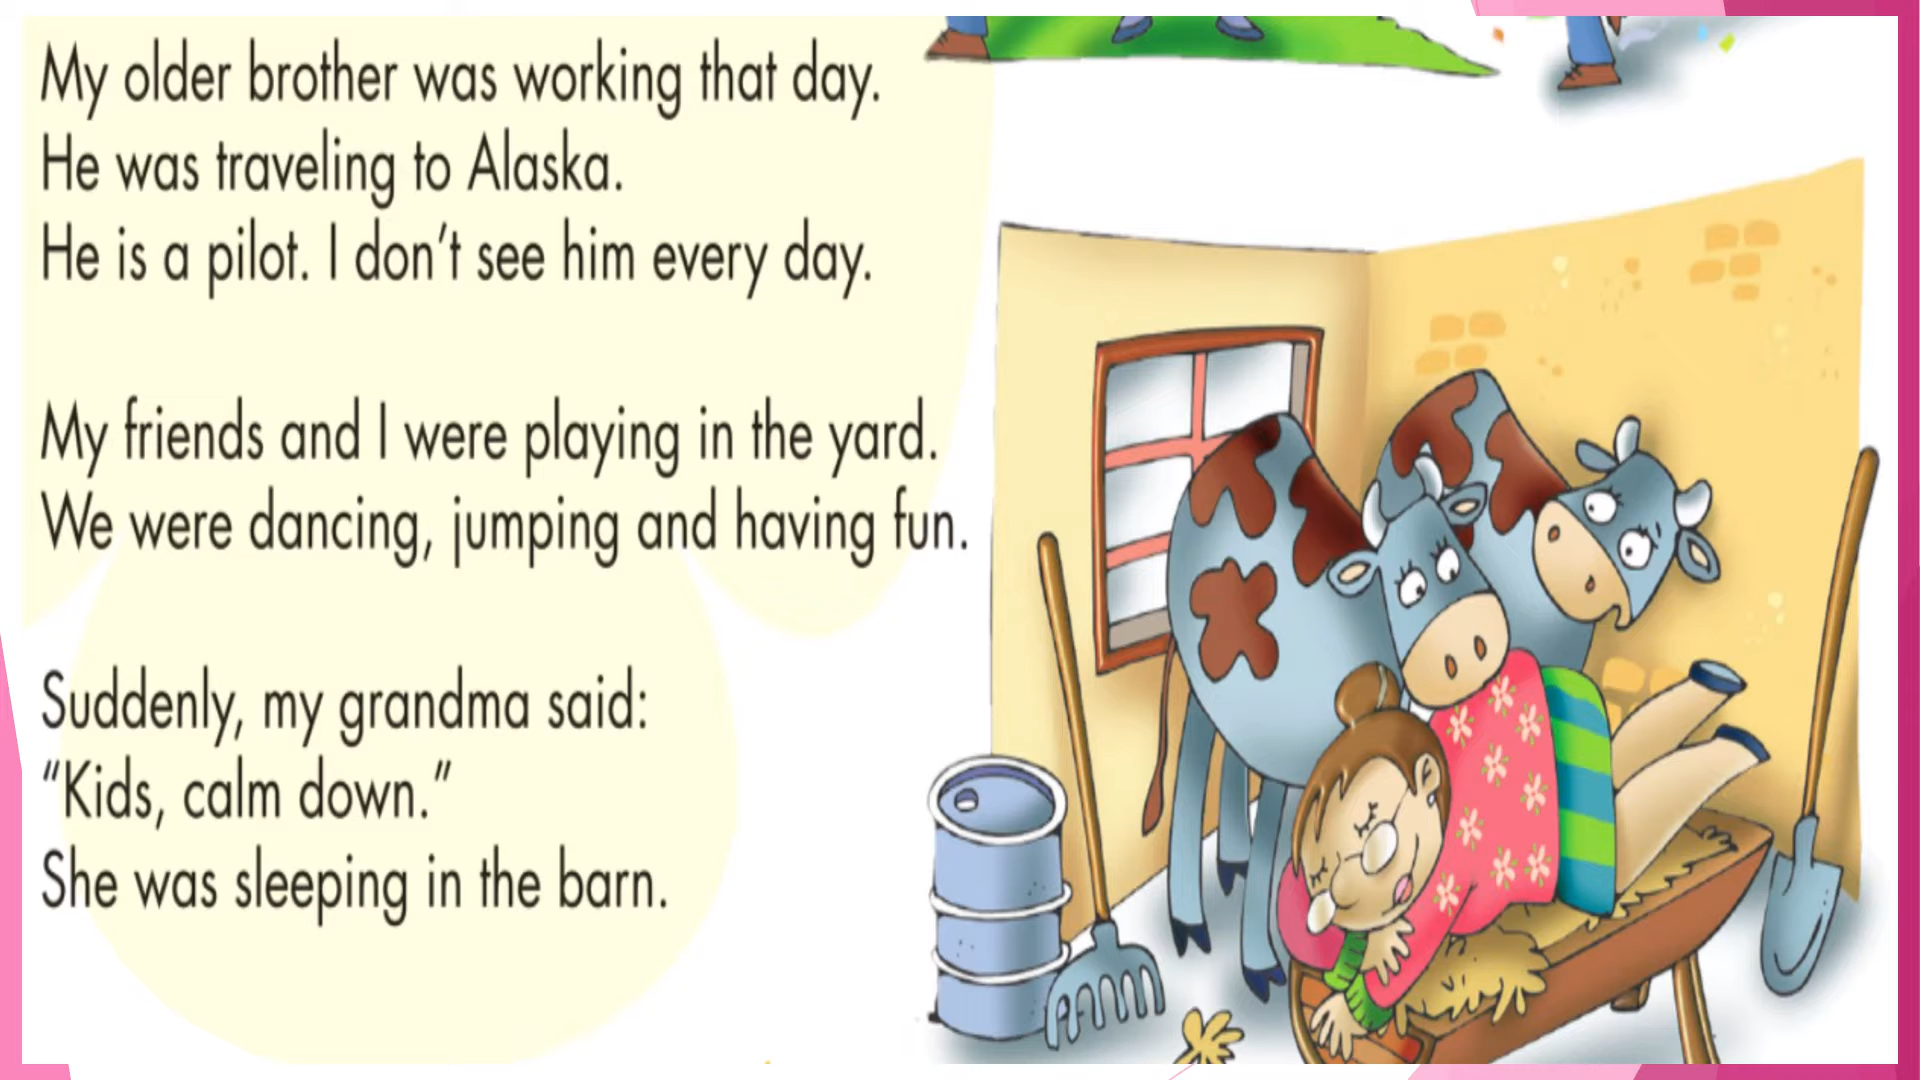 My older brother was working that day.
He was traveling to Alaska.
He is a pilot. I don’t see him every day.
My friends and I were playing in the yard.
We were dancing, jumping and having fun.
Suddenly, my grandma said:
“Kids, calm down.”
She was sleeping in the barn.